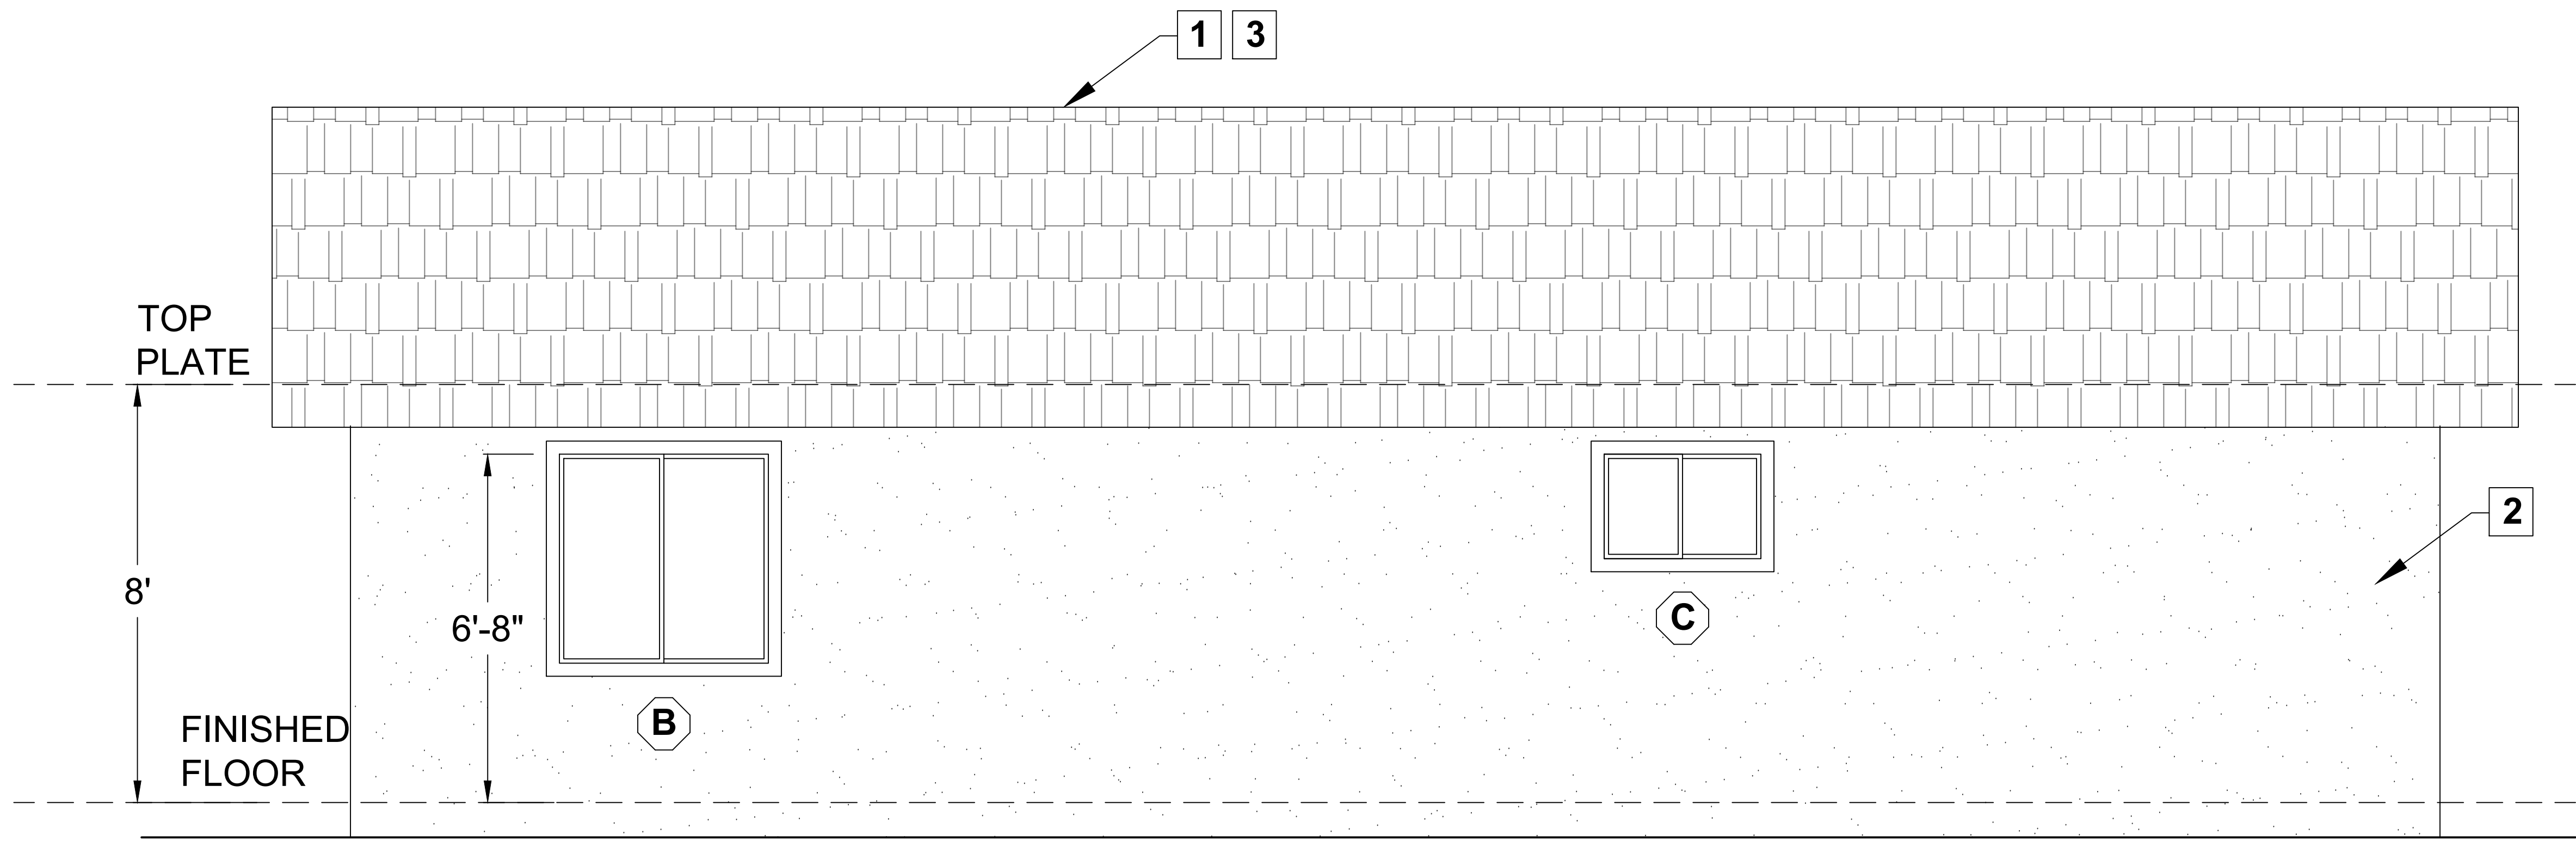 1 3
TOP
PLATE
2
8'
6'-8"
C
B
FINISHED
FLOOR